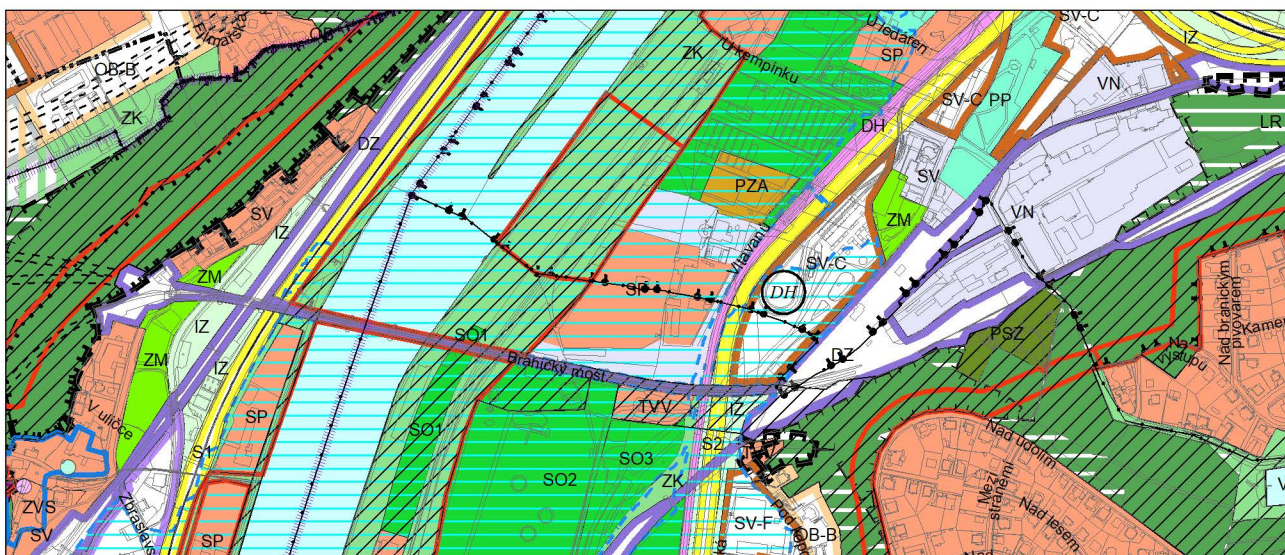 OB
OB-B
ZK
ZK
U kempinku
U ledáren
SP
SV-C
IZ
SV-C
PP
VN
LR
DH
DZ
PZA
SV
VN
SV
IZ
ZM
Vltavanů
ZM
SV-C
DH
SP
IZ
ZM
SO1
Branický most
DZ
PSZ
Nad branickým
pivovarem
Na
výstupu
IZ
V uličce
SP
TVV
IZ
SO1
S1
S2
SO3
SO2
ZK
Nad údolím
Mezi
stráněmi
Nad lesem
ZVS
SV
SP
SV-F
OB-B